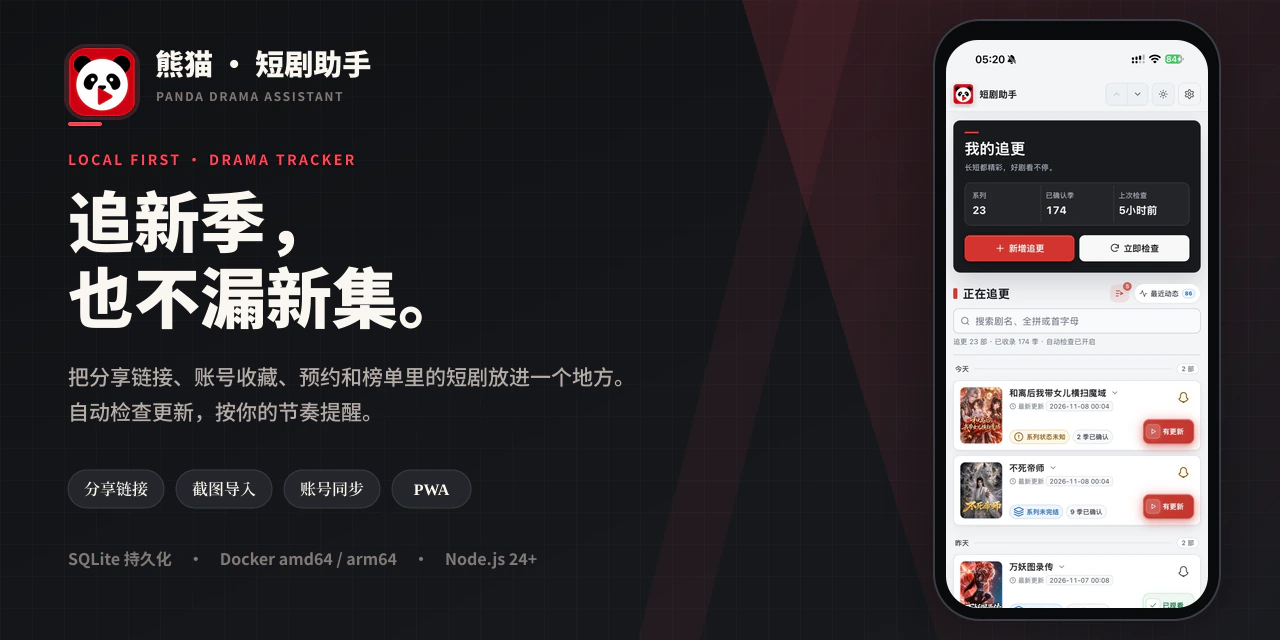 熊猫 · 短剧助手
PANDA DRAMA ASSISTANT
LOCAL FIRST • DRAMA TRACKER
追新季，
也不漏新集。
把分享链接、账号收藏、预约和榜单里的短剧放进一个地方。
自动检查更新，按你的节奏提醒。
分享链接
截图导入
账号同步
PWA
SQLite 持久化 • Docker amd64 / arm64 • Node.js 24+
05:20
84
短剧助手
我的追更
长短都精彩，好剧看不停。
系列 已确认季 上次检查
23 174 5小时前
新增追更 立即检查
正在追更
最近动态
搜索剧名、全拼或首字母
追更 23 部 · 已收录 174 季 · 自动检查已开启
今天 2 部
和离后我带女儿横扫魔域
最新更新 2026-11-08 00:04
系列状态未知 2 季已确认 有更新
不死帝师
最新更新 2026-11-08 00:04
不死帝师
系列未完结 9 季已确认 有更新
昨天 2 部
万妖图录传
最新更新 2026-11-07 00:08
已观看